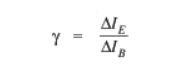 γ = ΔI_E / ΔI_B